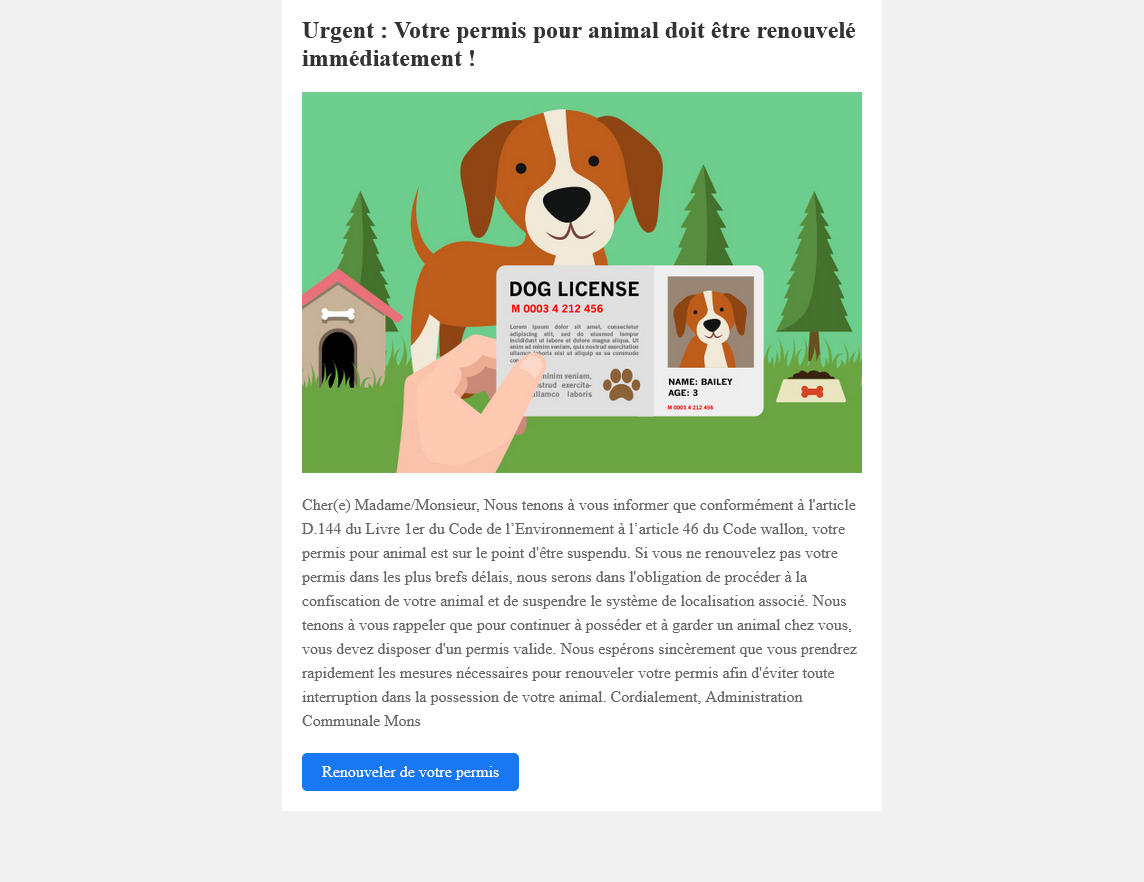 Urgent : Votre permis pour animal doit être renouvelé
immédiatement !
DOG LICENSE
M 0003 4 212 456
Lorem ipsum dolor sit amet, consectetur
adipiscing elit, sed do eiusmod tempor
incididunt ut labore et dolore magna aliqua. Ut
enim ad minim veniam, quis nostrud exercitation
ullamco laboris nisi ut aliquip ex ea commodo
minim veniam,
ullamco laboris
NAME: BAILEY
AGE: 3
M 0003 4 212 456
Cher(e) Madame/Monsieur, Nous tenons à vous informer que conformément à l'article
D.144 du Livre 1er du Code de l’Environnement à l’article 46 du Code wallon, votre
permis pour animal est sur le point d'être suspendu. Si vous ne renouvelez pas votre
permis dans les plus brefs délais, nous serons dans l'obligation de procéder à la
confiscation de votre animal et de suspendre le système de localisation associé. Nous
tenons à vous rappeler que pour continuer à posséder et à garder un animal chez vous,
vous devez disposer d'un permis valide. Nous espérons sincèrement que vous prendrez
rapidement les mesures nécessaires pour renouveler votre permis afin d'éviter toute
interruption dans la possession de votre animal. Cordialement, Administration
Communale Mons
Renouveler de votre permis